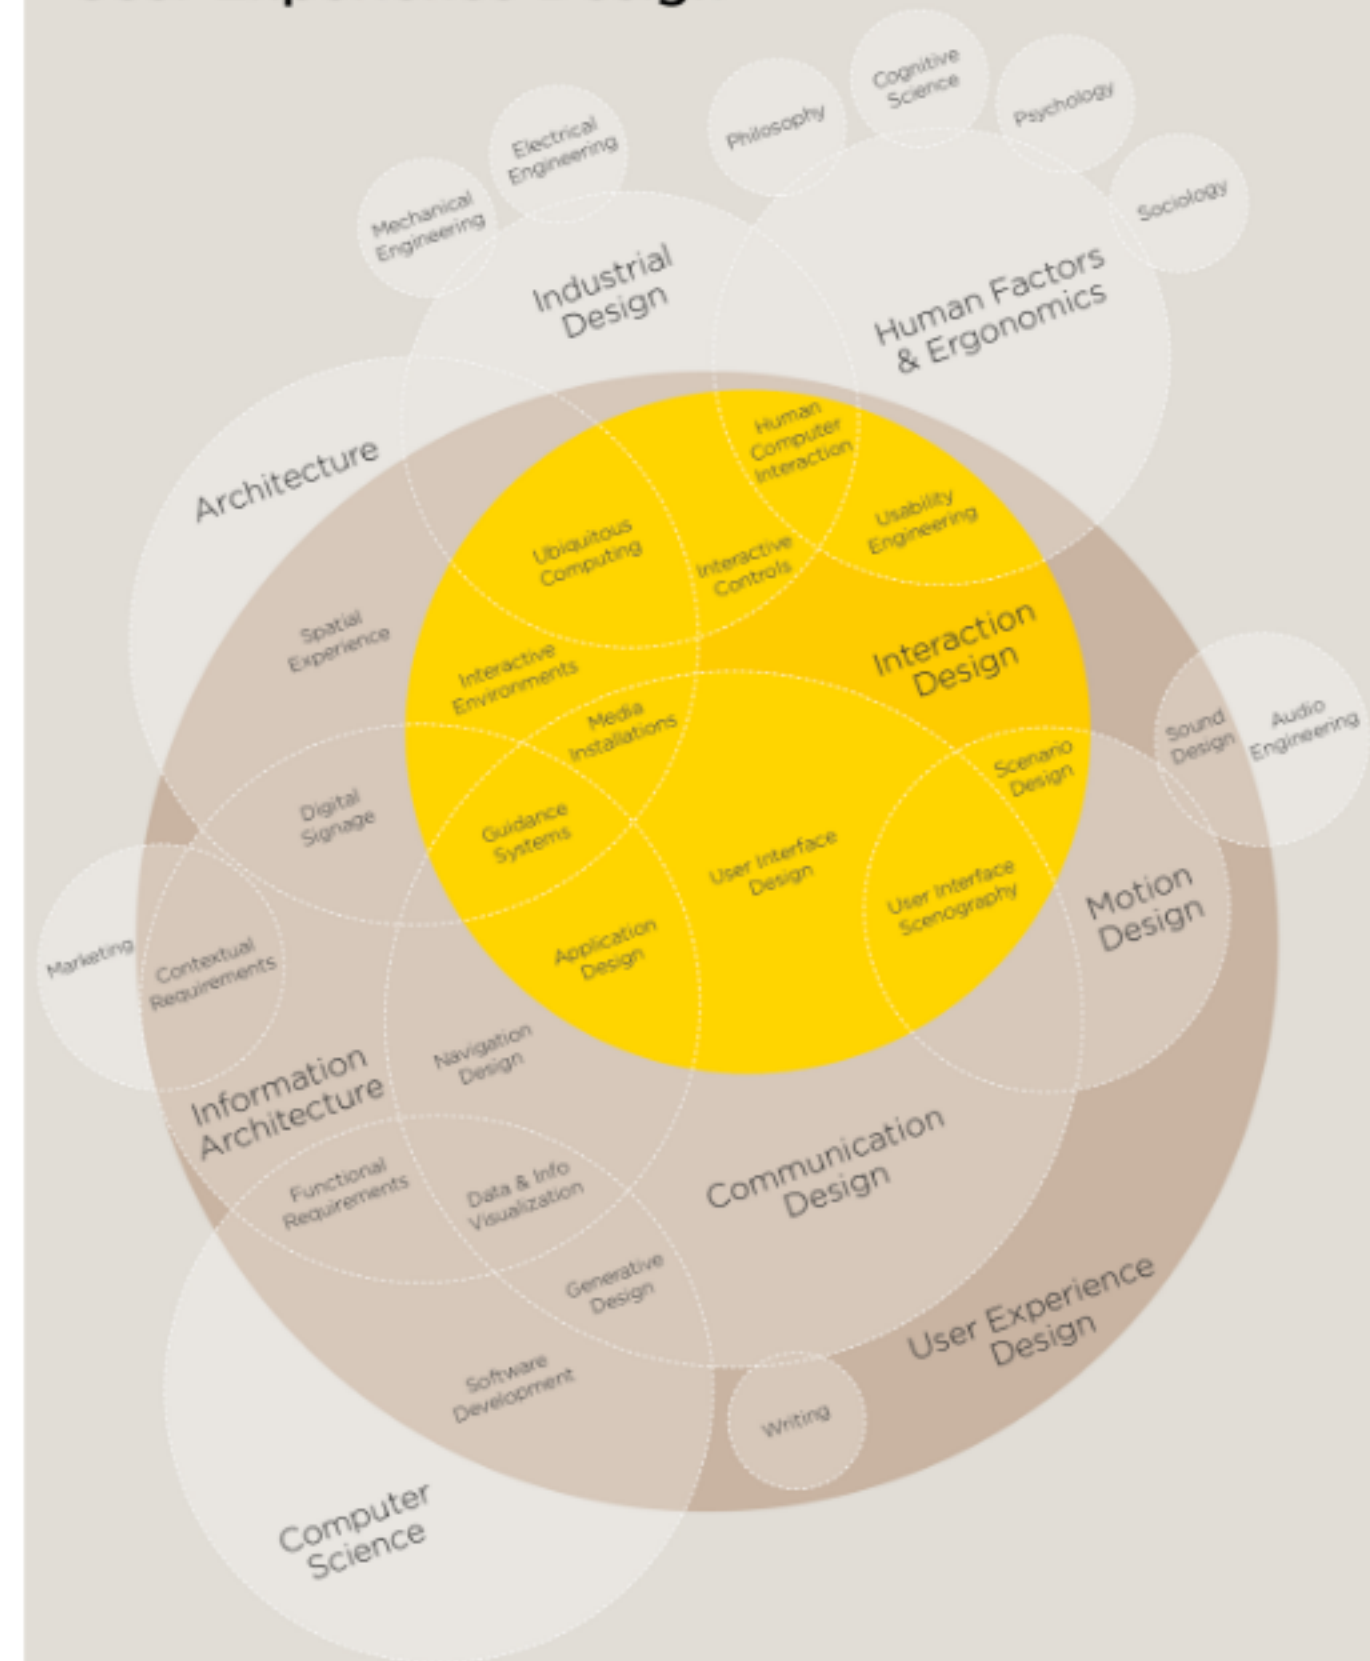 Cognitive
Science
Psychology
Philosophy
Electrical
Engineering
Mechanical
Engineering
Sociology
Industrial
Design
Human Factors
& Ergonomics
Architecture
Human
Computer
Interaction
Usability
Engineering
Ubiquitous
Computing
Interactive
Controls
Spatial
Experience
Interaction
Design
Interactive
Environments
Media
Installations
Sound
Design
Audio
Engineering
Scenario
Design
Digital
Signage
Guidance
Systems
User Interface
Design
User Interface
Scenography
Motion
Design
Marketing
Contextual
Requirements
Application
Design
Navigation
Design
Information
Architecture
Functional
Requirements
Data & Info
Visualization
Communication
Design
Generative
Design
User Experience
Design
Software
Development
Writing
Computer
Science